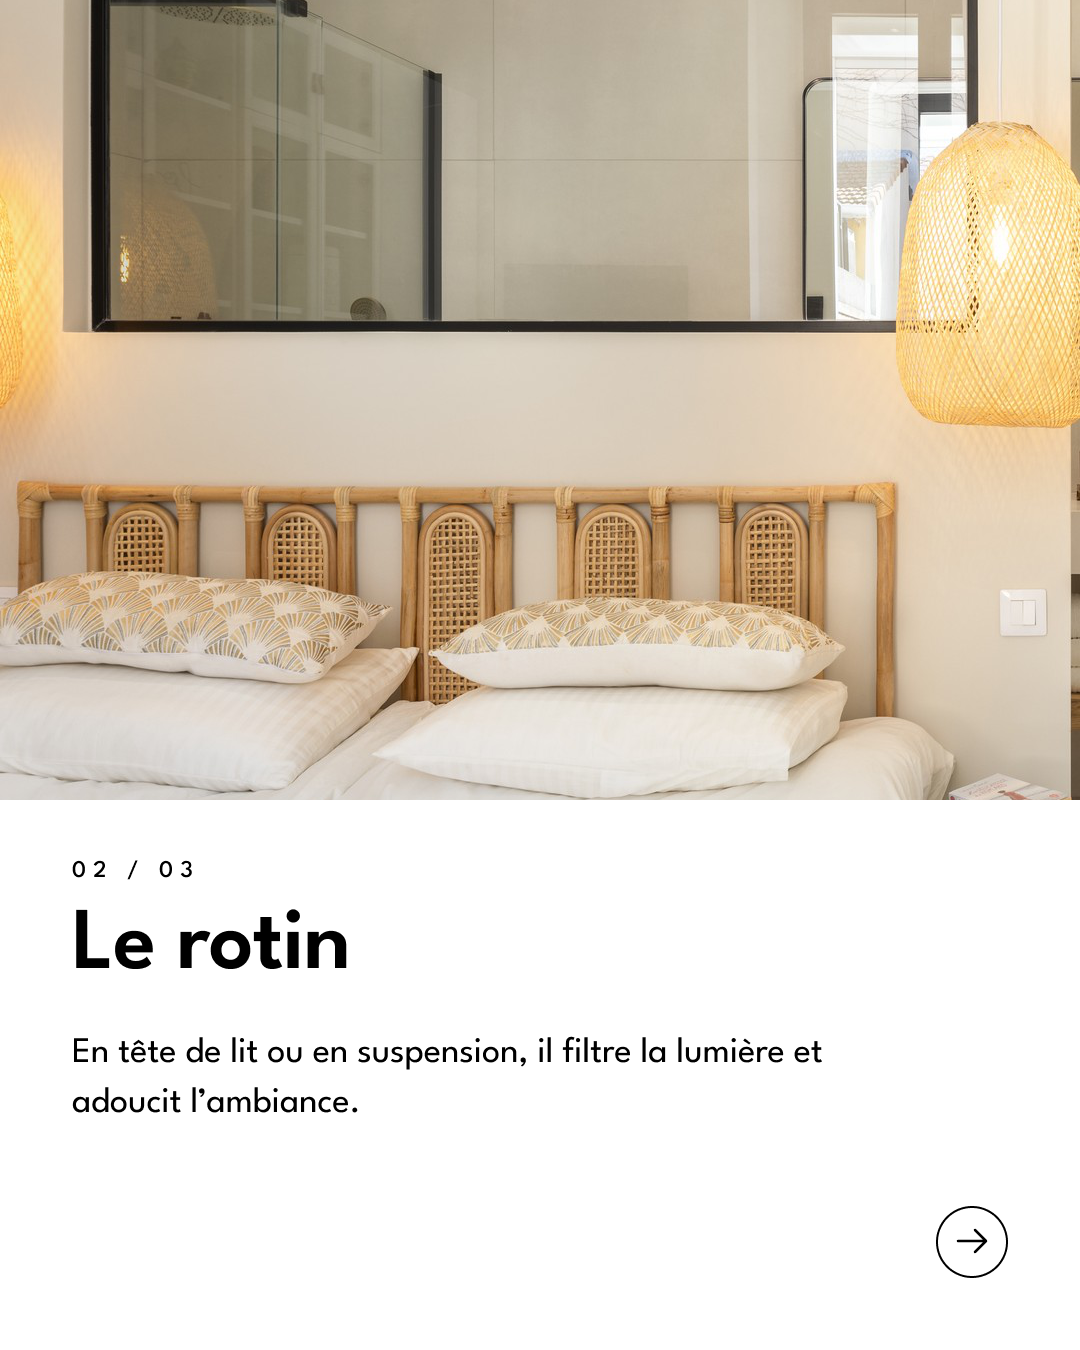 02 / 03
Le rotin
En tête de lit ou en suspension, il filtre la lumière et
adoucit l’ambiance.